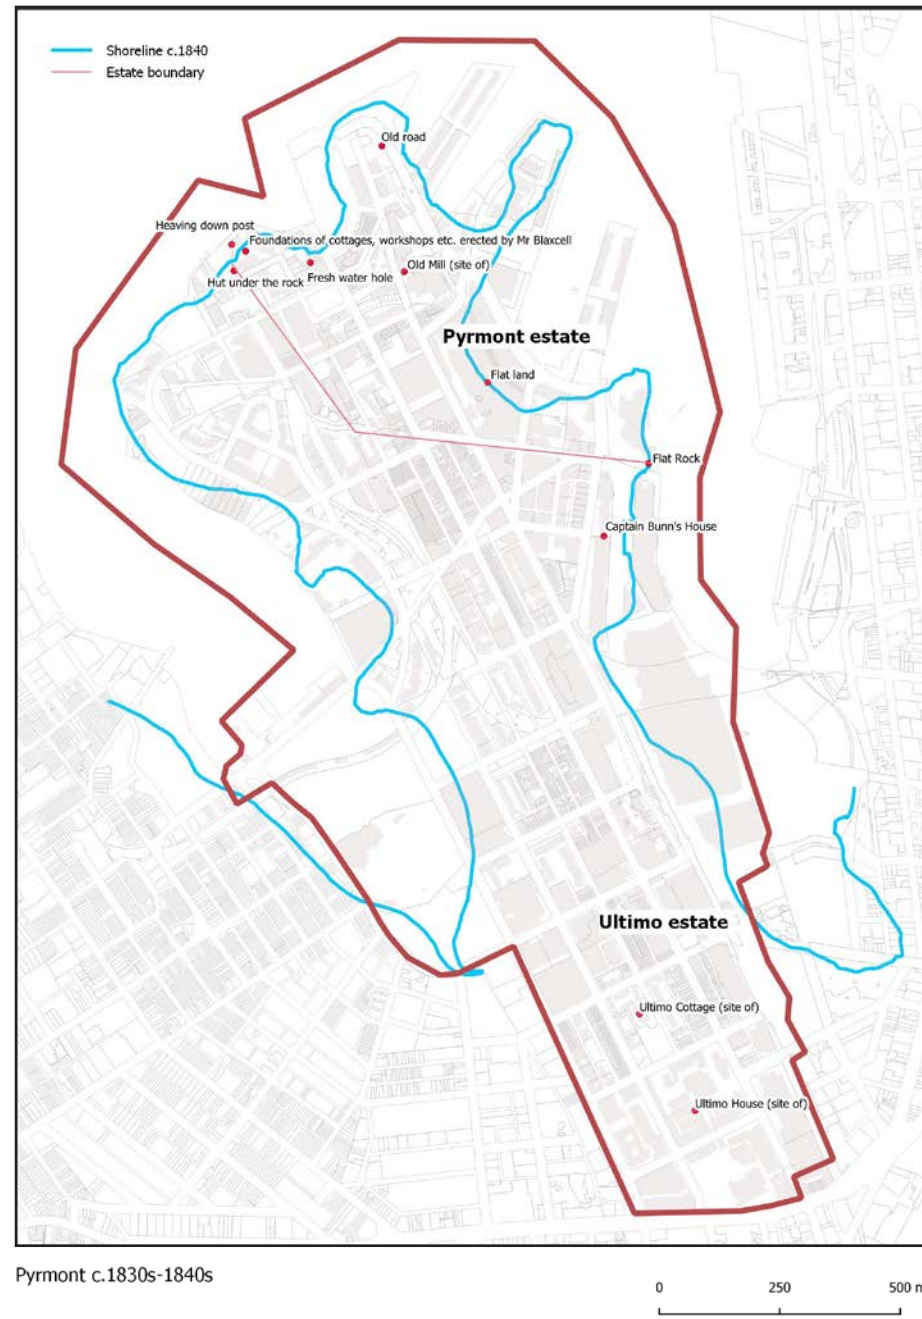 Shoreline c.1840
Estate boundary
Old road
Heaving down post
Foundations of cottages, workshops etc. erected by Mr Blaxcell
Old Mill (site of)
Hut under the rock
Fresh water hole
Pyrmont estate
Flat land
Flat Rock
Captain Bunn's House
Ultimo estate
Ultimo Cottage (site of)
Ultimo House (site of)
Pyrmont c.1830s-1840s
0 250 500 m